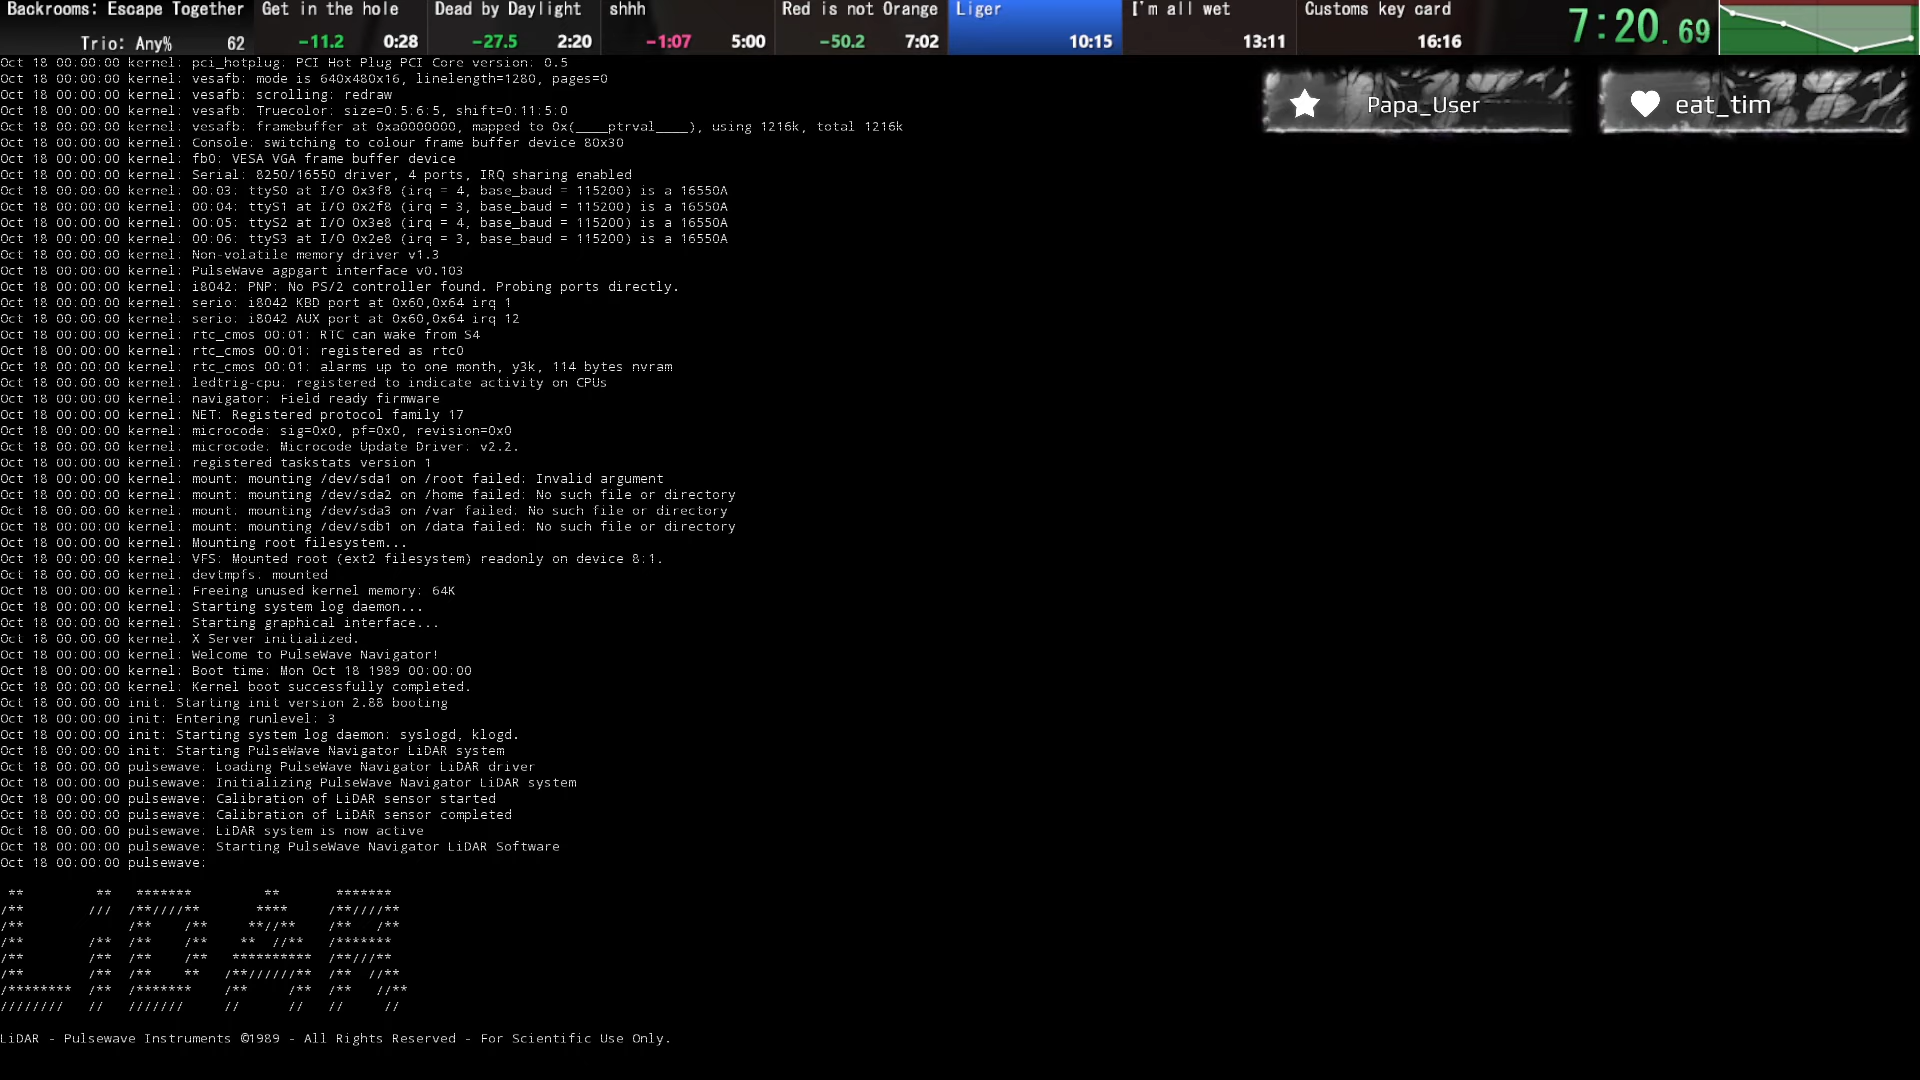 Backrooms: Escape Together
Trio: Any% 62
Get in the hole
-11.2 0:28
Dead by Daylight
-27.5 2:20
shhh
-1:07 5:00
Red is not Orange
-50.2 7:02
Liger
10:15
I'm all wet
13:11
Customs key card
16:16
7:20.69
Papa_User
eat_tim
Oct 18 00:00:00 kernel: pci_hotplug: PCI Hot Plug PCI Core version: 0.5
Oct 18 00:00:00 kernel: vesafb: mode is 640x480x16, linelength=1280, pages=0
Oct 18 00:00:00 kernel: vesafb: scrolling: redraw
Oct 18 00:00:00 kernel: vesafb: Truecolor: size=0:5:6:5, shift=0:11:5:0
Oct 18 00:00:00 kernel: vesafb: framebuffer at 0xa0000000, mapped to 0x(____ptrval____), using 1216k, total 1216k
Oct 18 00:00:00 kernel: Console: switching to colour frame buffer device 80x30
Oct 18 00:00:00 kernel: fb0: VESA VGA frame buffer device
Oct 18 00:00:00 kernel: Serial: 8250/16550 driver, 4 ports, IRQ sharing enabled
Oct 18 00:00:00 kernel: 00:03: ttyS0 at I/O 0x3f8 (irq = 4, base_baud = 115200) is a 16550A
Oct 18 00:00:00 kernel: 00:04: ttyS1 at I/O 0x2f8 (irq = 3, base_baud = 115200) is a 16550A
Oct 18 00:00:00 kernel: 00:05: ttyS2 at I/O 0x3e8 (irq = 4, base_baud = 115200) is a 16550A
Oct 18 00:00:00 kernel: 00:06: ttyS3 at I/O 0x2e8 (irq = 3, base_baud = 115200) is a 16550A
Oct 18 00:00:00 kernel: Non-volatile memory driver v1.3
Oct 18 00:00:00 kernel: PulseWave agpgart interface v0.103
Oct 18 00:00:00 kernel: i8042: PNP: No PS/2 controller found. Probing ports directly.
Oct 18 00:00:00 kernel: serio: i8042 KBD port at 0x60,0x64 irq 1
Oct 18 00:00:00 kernel: serio: i8042 AUX port at 0x60,0x64 irq 12
Oct 18 00:00:00 kernel: rtc_cmos 00:01: RTC can wake from S4
Oct 18 00:00:00 kernel: rtc_cmos 00:01: registered as rtc0
Oct 18 00:00:00 kernel: rtc_cmos 00:01: alarms up to one month, y3k, 114 bytes nvram
Oct 18 00:00:00 kernel: ledtrig-cpu: registered to indicate activity on CPUs
Oct 18 00:00:00 kernel: navigator: Field ready firmware
Oct 18 00:00:00 kernel: NET: Registered protocol family 17
Oct 18 00:00:00 kernel: microcode: sig=0x0, pf=0x0, revision=0x0
Oct 18 00:00:00 kernel: microcode: Microcode Update Driver: v2.2.
Oct 18 00:00:00 kernel: registered taskstats version 1
Oct 18 00:00:00 kernel: mount: mounting /dev/sda1 on /root failed: Invalid argument
Oct 18 00:00:00 kernel: mount: mounting /dev/sda2 on /home failed: No such file or directory
Oct 18 00:00:00 kernel: mount: mounting /dev/sda3 on /var failed: No such file or directory
Oct 18 00:00:00 kernel: mount: mounting /dev/sdb1 on /data failed: No such file or directory
Oct 18 00:00:00 kernel: Mounting root filesystem...
Oct 18 00:00:00 kernel: VFS: Mounted root (ext2 filesystem) readonly on device 8:1.
Oct 18 00:00:00 kernel: devtmpfs: mounted
Oct 18 00:00:00 kernel: Freeing unused kernel memory: 64K
Oct 18 00:00:00 kernel: Starting system log daemon...
Oct 18 00:00:00 kernel: Starting graphical interface...
Oct 18 00:00:00 kernel: X Server initialized.
Oct 18 00:00:00 kernel: Welcome to PulseWave Navigator!
Oct 18 00:00:00 kernel: Boot time: Mon Oct 18 1989 00:00:00
Oct 18 00:00:00 kernel: Kernel boot successfully completed.
Oct 18 00:00:00 init: Starting init version 2.88 booting
Oct 18 00:00:00 init: Entering runlevel: 3
Oct 18 00:00:00 init: Starting system log daemon: syslogd, klogd.
Oct 18 00:00:00 init: Starting PulseWave Navigator LiDAR system
Oct 18 00:00:00 pulsewave: Loading PulseWave Navigator LiDAR driver
Oct 18 00:00:00 pulsewave: Initializing PulseWave Navigator LiDAR system
Oct 18 00:00:00 pulsewave: Calibration of LiDAR sensor started
Oct 18 00:00:00 pulsewave: Calibration of LiDAR sensor completed
Oct 18 00:00:00 pulsewave: LiDAR system is now active
Oct 18 00:00:00 pulsewave: Starting PulseWave Navigator LiDAR Software
Oct 18 00:00:00 pulsewave:
LiDAR
LiDAR - Pulsewave Instruments ©1989 - All Rights Reserved - For Scientific Use Only.